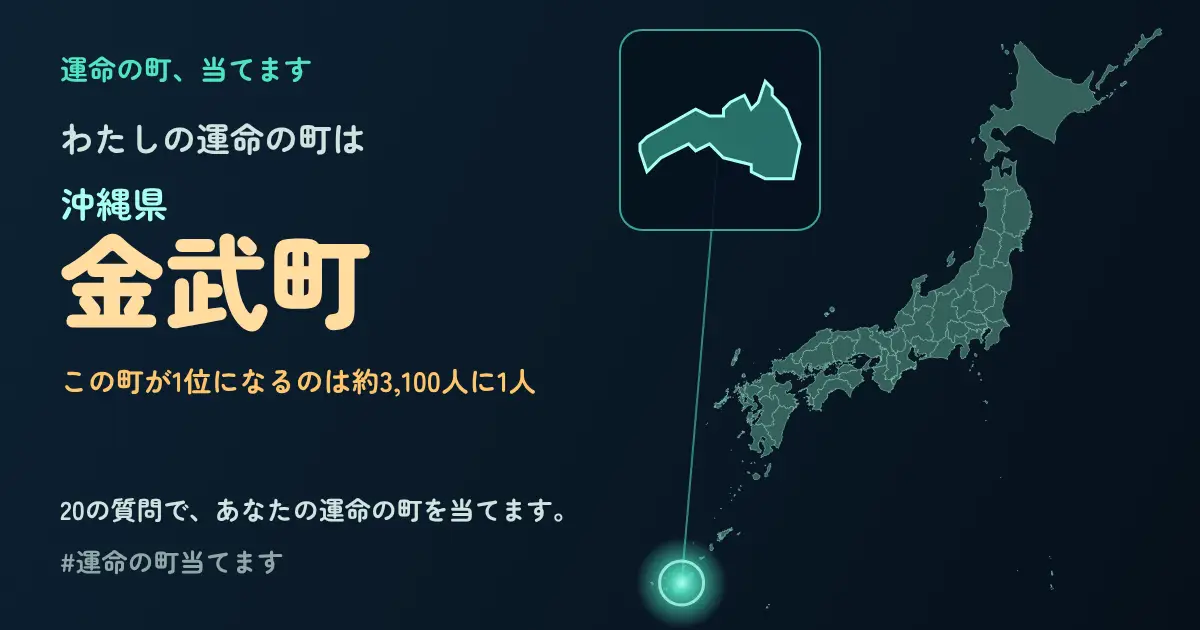 運命の町、当てます
わたしの運命の町は
沖縄県
金武町
この町が1位になるのは約3,100人に1人
20の質問で、あなたの運命の町を当てます。
#運命の町当てます